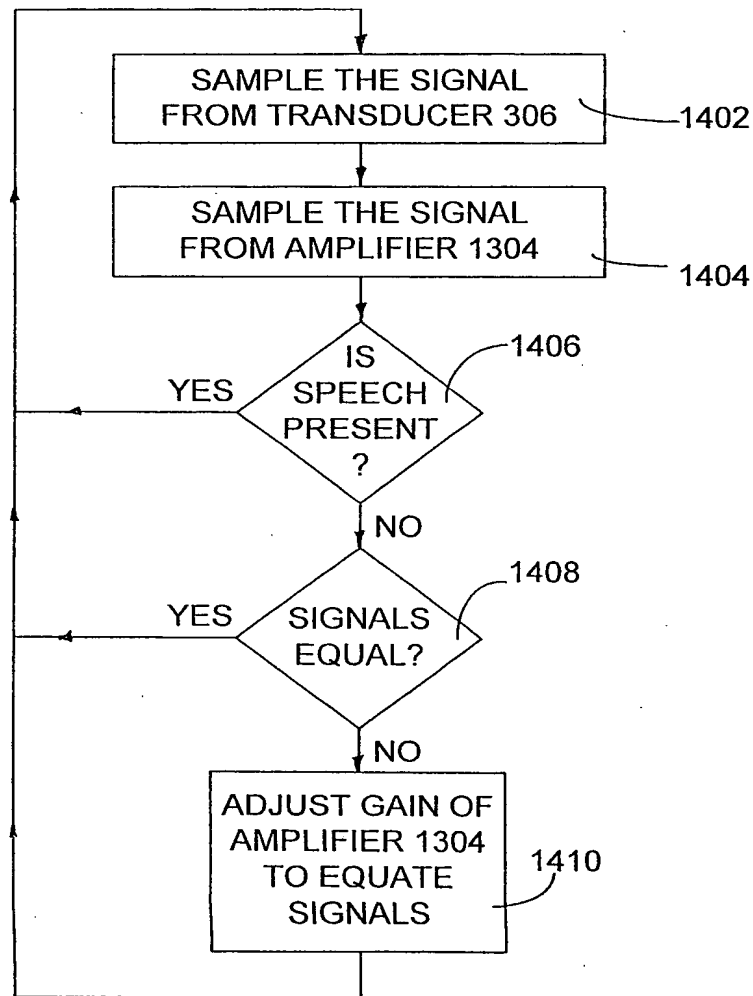 SAMPLE THE SIGNAL
FROM TRANSDUCER 306
1402
SAMPLE THE SIGNAL
FROM AMPLIFIER 1304
1404
IS
SPEECH
PRESENT
?
1406
YES
NO
SIGNALS
EQUAL?
1408
YES
NO
ADJUST GAIN OF
AMPLIFIER 1304
TO EQUATE
SIGNALS
1410